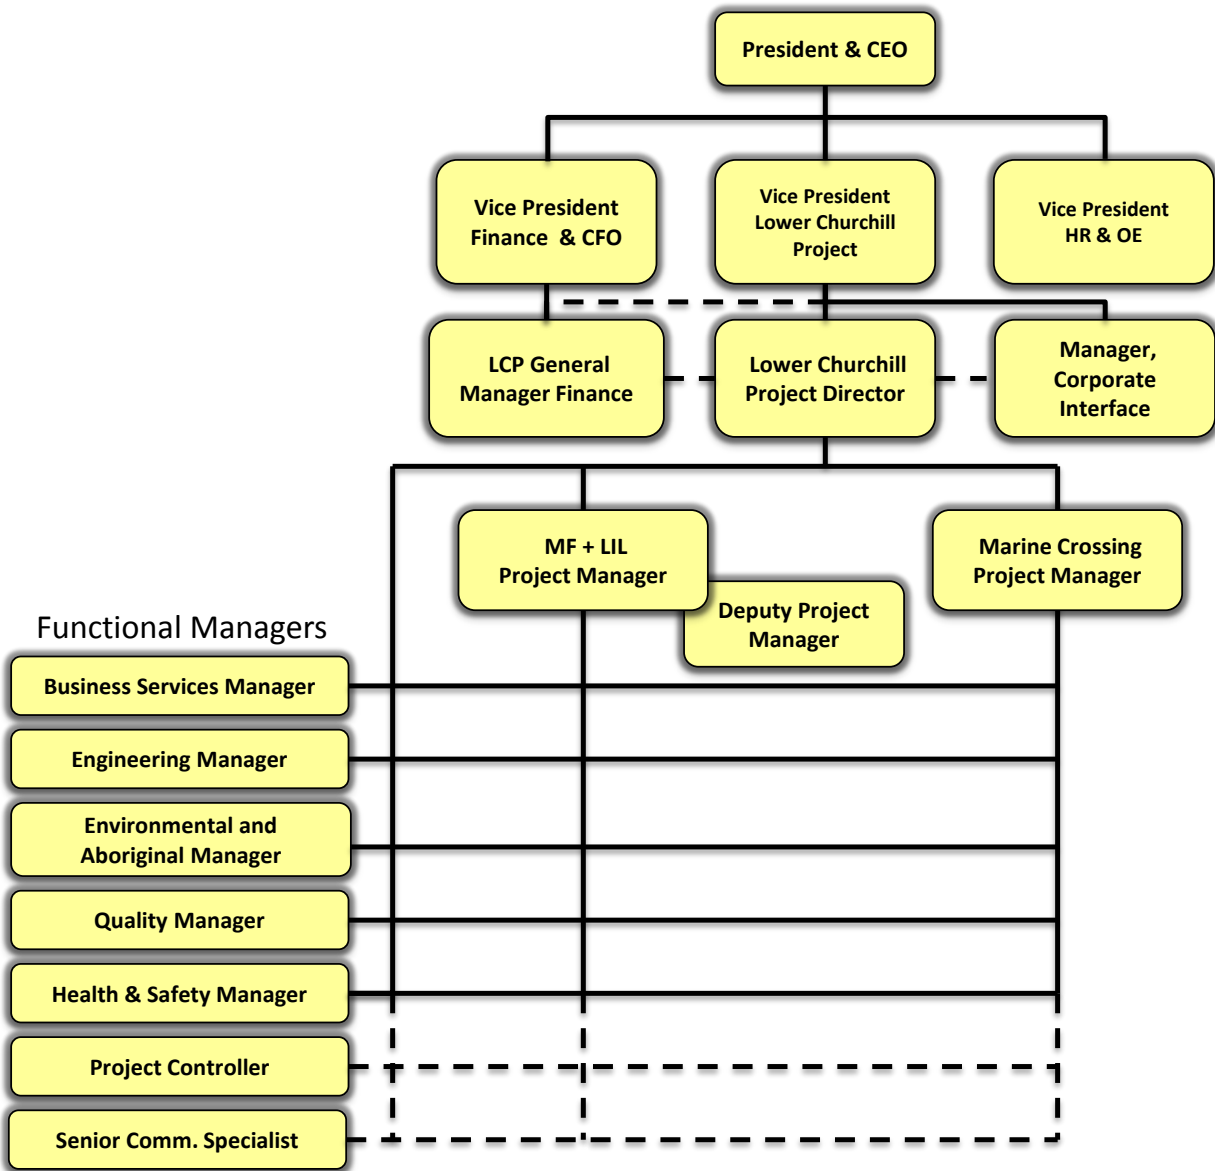 President & CEO
Vice President
Finance & CFO
Vice President
Lower Churchill
Project
Vice President
HR & OE
LCP General
Manager Finance
Lower Churchill
Project Director
Manager,
Corporate
Interface
MF + LIL
Project Manager
Marine Crossing
Project Manager
Deputy Project
Manager
Functional Managers
Business Services Manager
Engineering Manager
Environmental and
Aboriginal Manager
Quality Manager
Health & Safety Manager
Project Controller
Senior Comm. Specialist